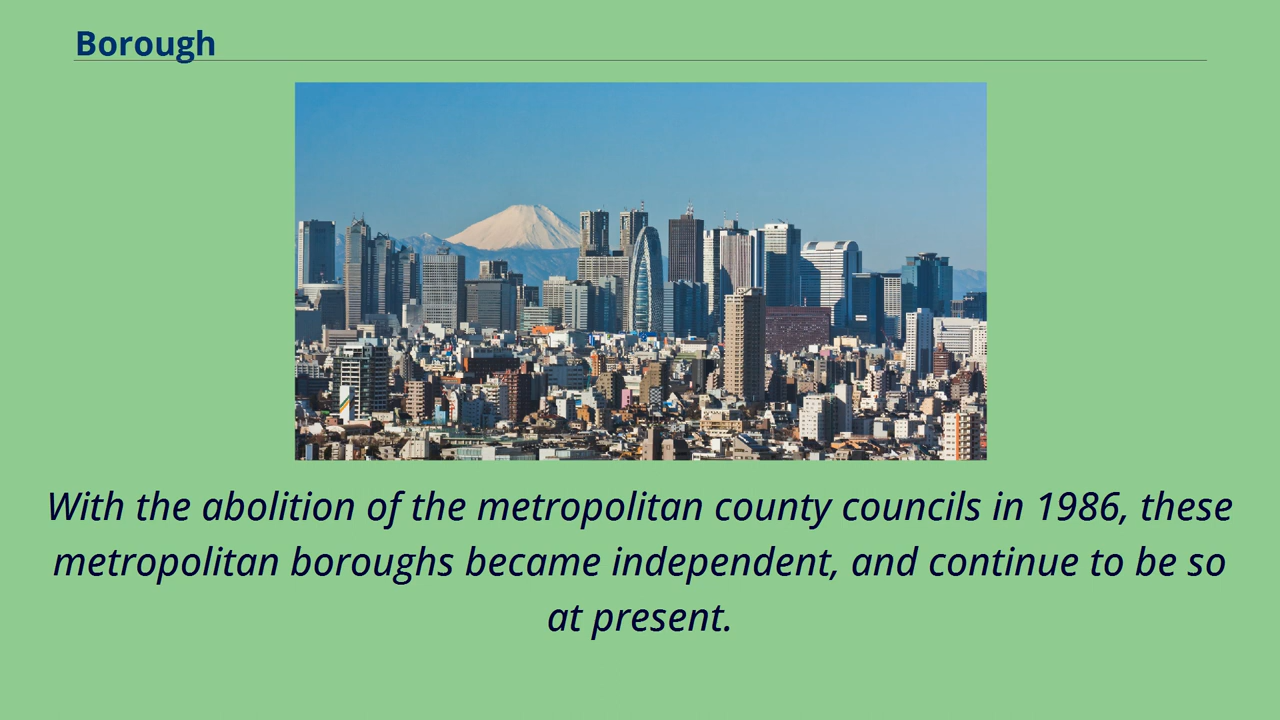 Borough
With the abolition of the metropolitan county councils in 1986, these
metropolitan boroughs became independent, and continue to be so
at present.